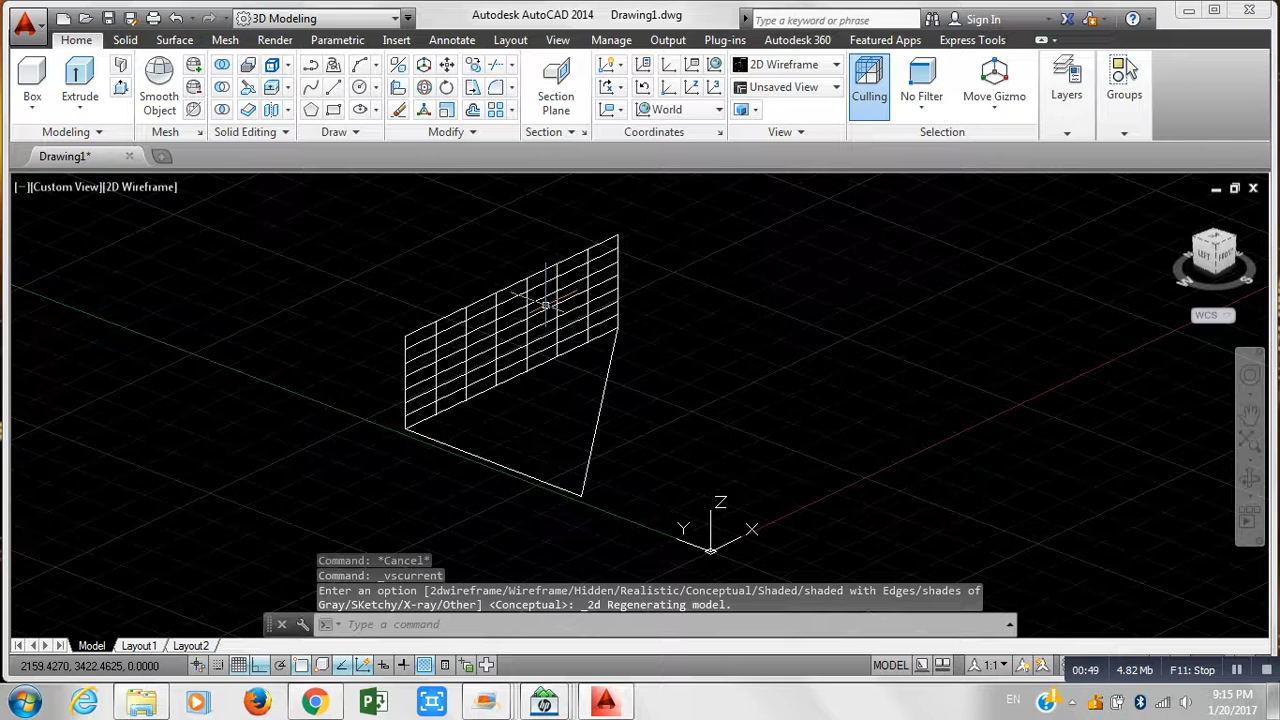 3D Modeling
Autodesk AutoCAD 2014 Drawing1.dwg
Type a keyword or phrase
Sign In
Home Solid Surface Mesh Render Parametric Insert Annotate Layout View Manage Output Plug-ins Autodesk 360 Featured Apps Express Tools
Box
Extrude
Smooth
Object
Section
Plane
World
2D Wireframe
Unsaved View
Culling
No Filter
Move Gizmo
Layers
Groups
Modeling Mesh Solid Editing Draw Modify Section Coordinates View Selection
Drawing1*
[−][Custom View][2D Wireframe]
LEFT
FRONT
W
S
WCS
Z
Y
X
Command: *Cancel*
Command: _vscurrent
Enter an option [2dwireframe/Wireframe/Hidden/Realistic/Conceptual/Shaded/shaded with Edges/shades of
Gray/SKetchy/X-ray/Other] <Conceptual>: _2d Regenerating model.
Type a command
Model Layout1 Layout2
2159.4270, 3422.4625, 0.0000
MODEL
1:1
00:49
4.82 Mb
F11: Stop
EN
9:15 PM
1/20/2017